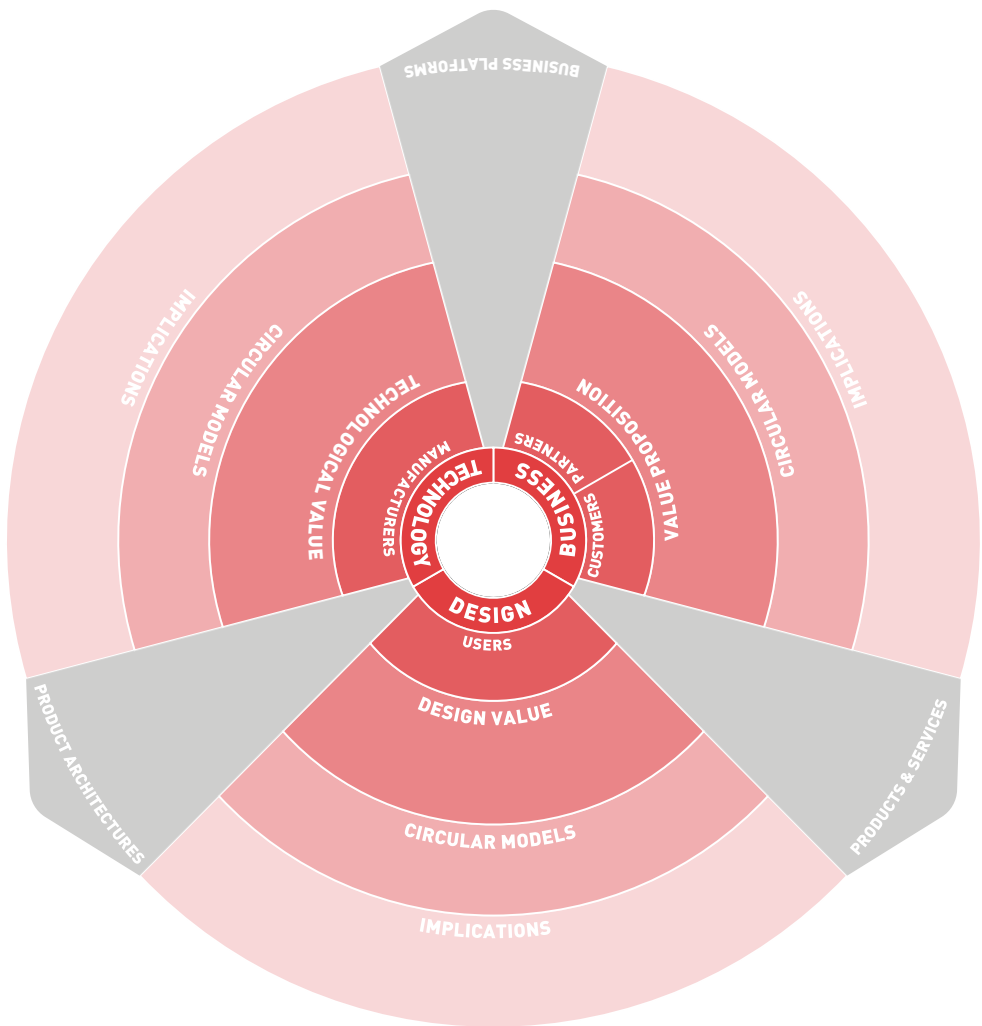 BUSINESS PLATFORMS
IMPLICATIONS
CIRCULAR MODELS
TECHNOLOGICAL VALUE
MANUFACTURERS
TECHNOLOGY
BUSINESS
PARTNERS
CUSTOMERS
VALUE PROPOSITION
CIRCULAR MODELS
IMPLICATIONS
DESIGN
USERS
DESIGN VALUE
CIRCULAR MODELS
IMPLICATIONS
PRODUCT ARCHITECTURES
PRODUCTS & SERVICES